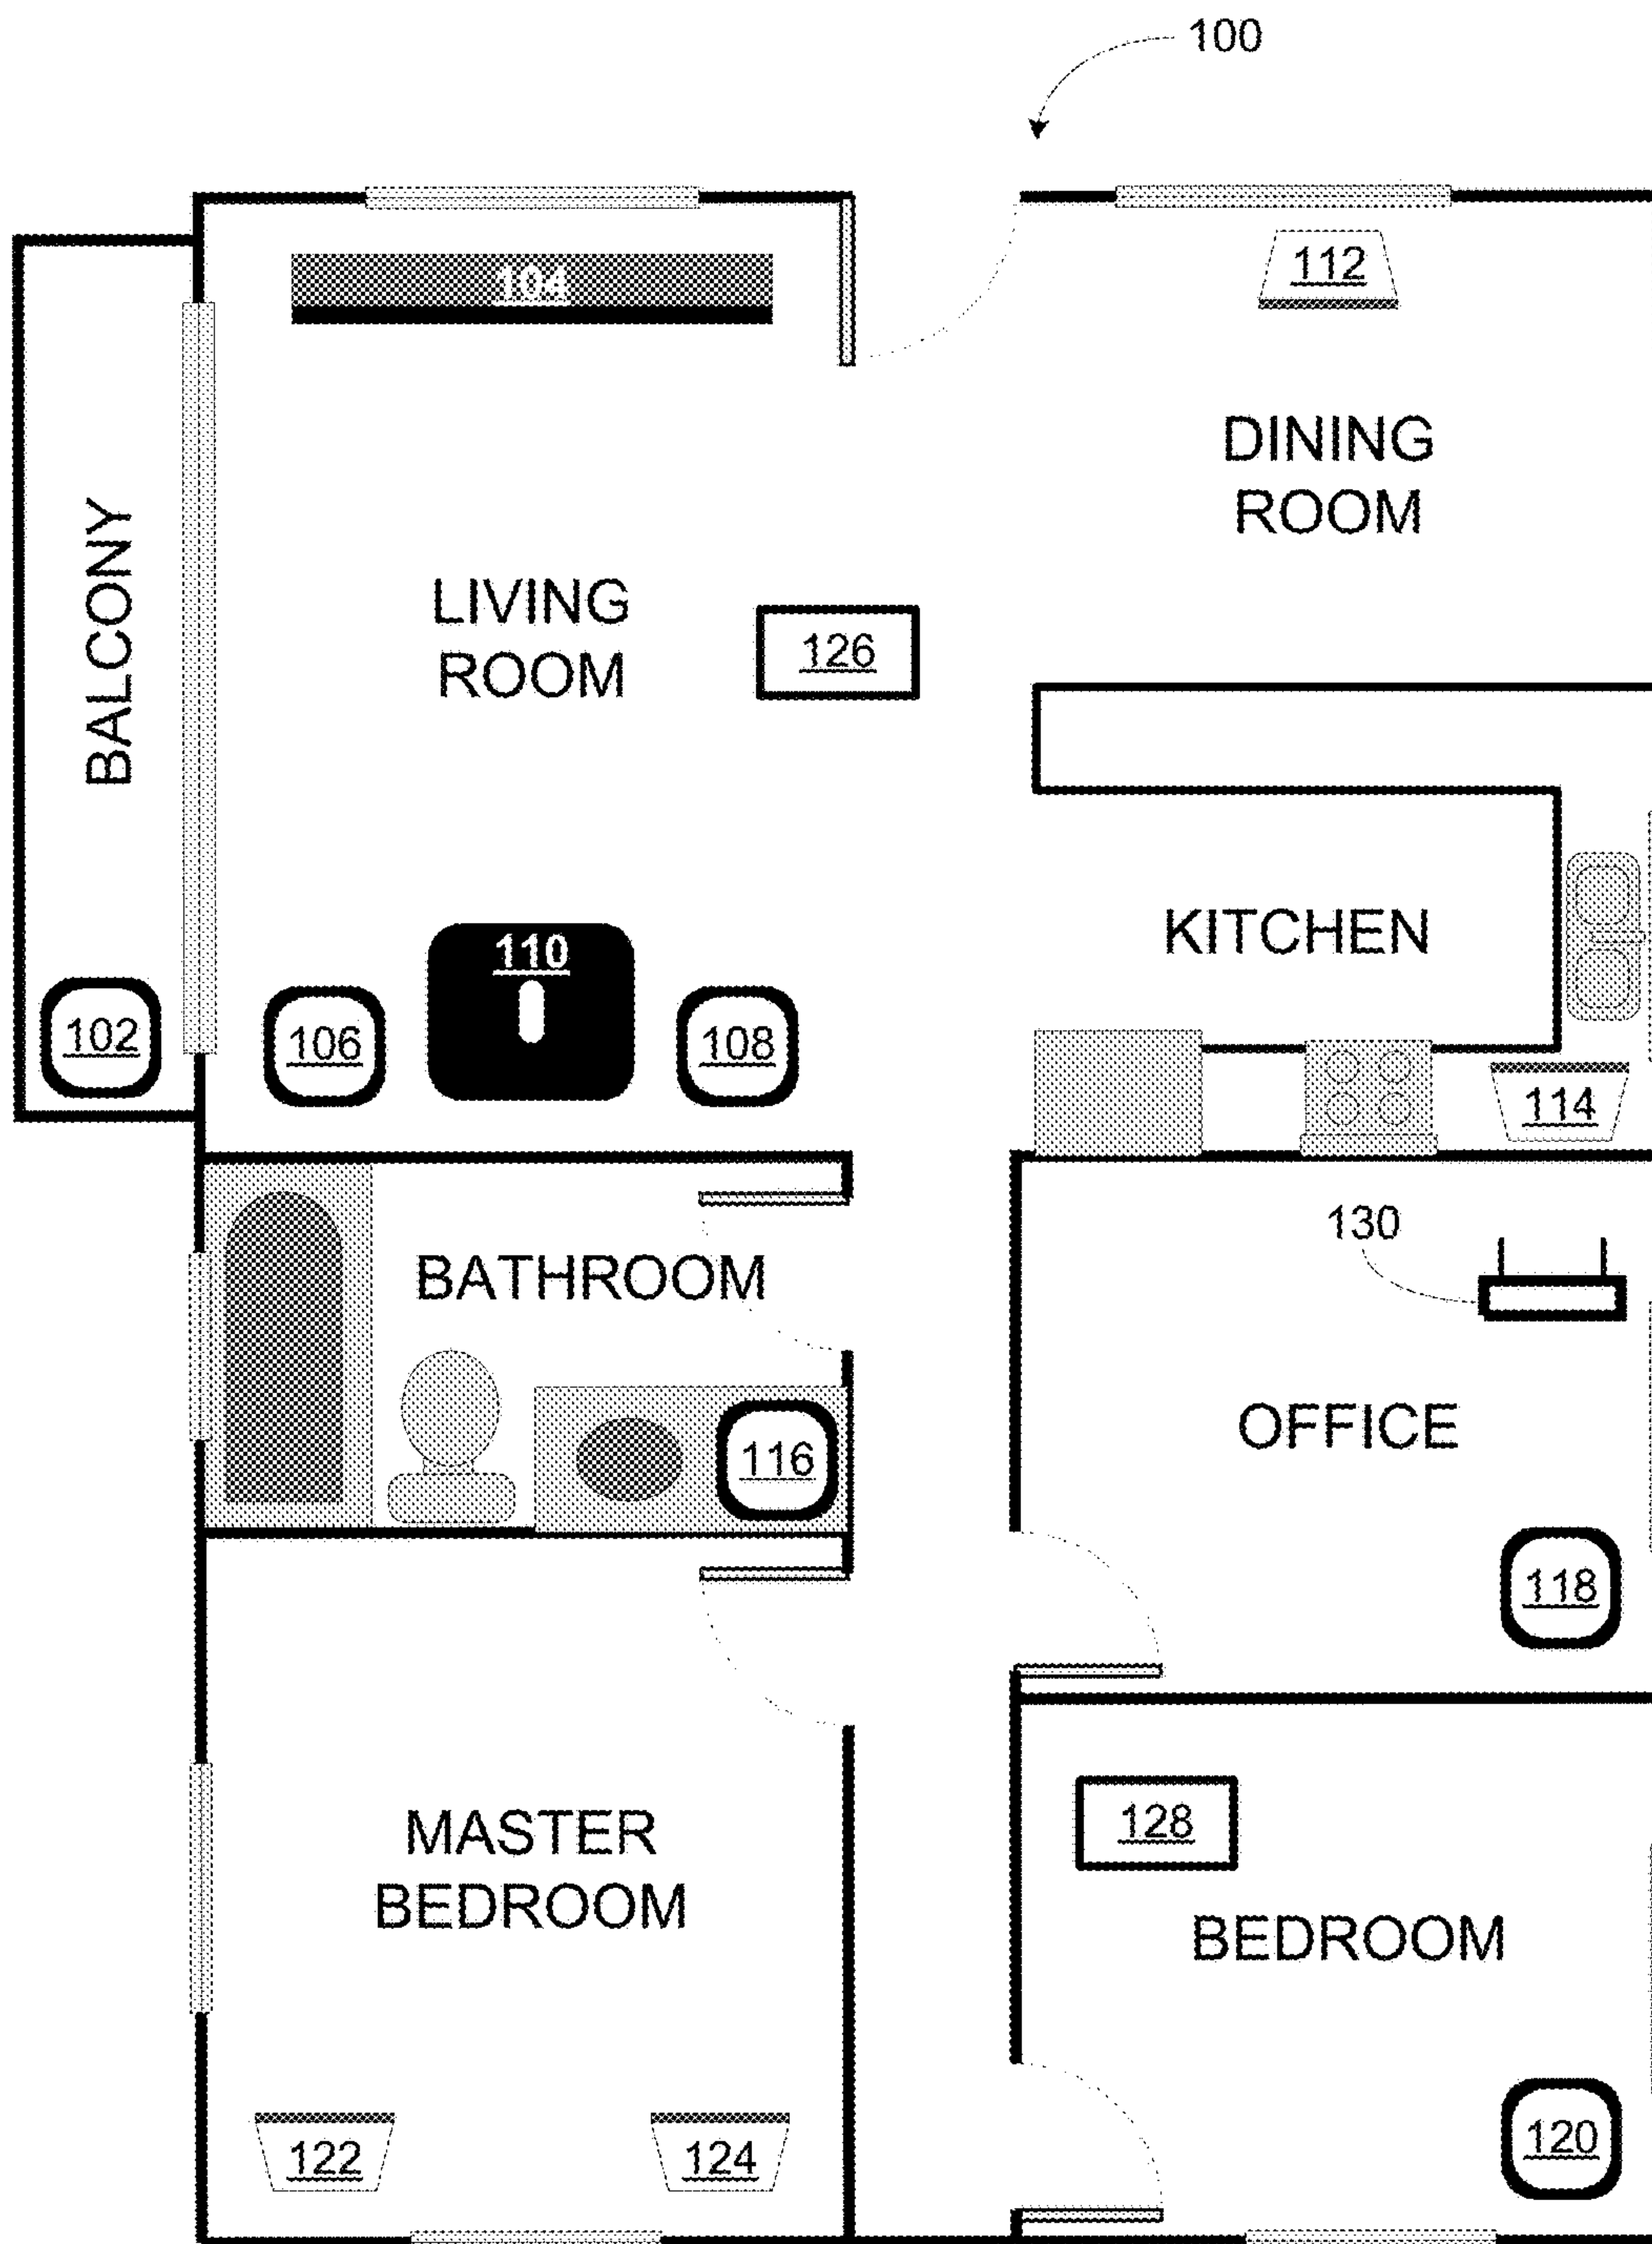 100
104
112
DINING
ROOM
BALCONY
LIVING
ROOM
126
KITCHEN
110
102
106
108
114
130
BATHROOM
OFFICE
116
118
128
MASTER
BEDROOM
BEDROOM
122
124
120